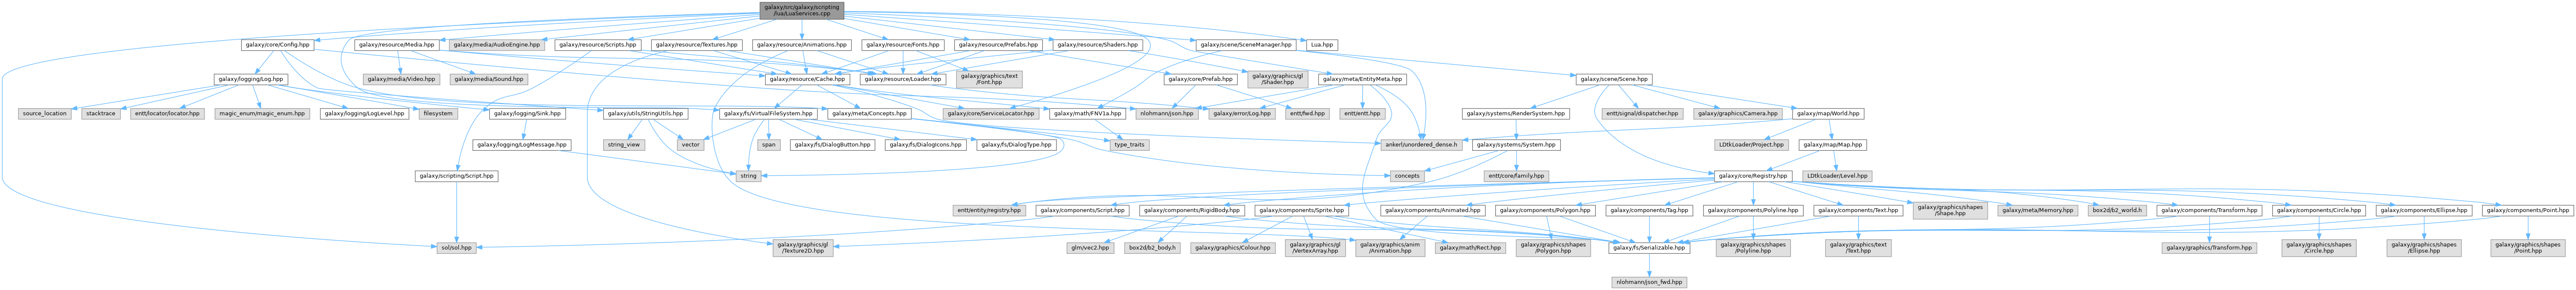 galaxy/src/galaxy/scripting
/lua/LuaServices.cpp
galaxy/core/Config.hpp
galaxy/resource/Media.hpp
galaxy/media/AudioEngine.hpp
galaxy/resource/Scripts.hpp
galaxy/resource/Textures.hpp
galaxy/resource/Animations.hpp
galaxy/resource/Fonts.hpp
galaxy/resource/Prefabs.hpp
galaxy/resource/Shaders.hpp
galaxy/scene/SceneManager.hpp
Lua.hpp
galaxy/logging/Log.hpp
galaxy/media/Video.hpp
galaxy/media/Sound.hpp
galaxy/resource/Cache.hpp
galaxy/resource/Loader.hpp
galaxy/graphics/text
/Font.hpp
galaxy/core/Prefab.hpp
galaxy/graphics/gl
/Shader.hpp
galaxy/meta/EntityMeta.hpp
galaxy/scene/Scene.hpp
source_location
stacktrace
entt/locator/locator.hpp
magic_enum/magic_enum.hpp
galaxy/logging/LogLevel.hpp
filesystem
galaxy/logging/Sink.hpp
galaxy/utils/StringUtils.hpp
galaxy/fs/VirtualFileSystem.hpp
galaxy/meta/Concepts.hpp
galaxy/core/ServiceLocator.hpp
galaxy/math/FNV1a.hpp
nlohmann/json.hpp
galaxy/error/Log.hpp
entt/fwd.hpp
entt/entt.hpp
galaxy/systems/RenderSystem.hpp
entt/signal/dispatcher.hpp
galaxy/graphics/Camera.hpp
galaxy/map/World.hpp
galaxy/logging/LogMessage.hpp
string_view
vector
span
galaxy/fs/DialogButton.hpp
galaxy/fs/DialogIcons.hpp
galaxy/fs/DialogType.hpp
type_traits
ankerl/unordered_dense.h
galaxy/systems/System.hpp
LDtkLoader/Project.hpp
galaxy/map/Map.hpp
galaxy/scripting/Script.hpp
string
concepts
entt/core/family.hpp
galaxy/core/Registry.hpp
LDtkLoader/Level.hpp
entt/entity/registry.hpp
galaxy/components/Script.hpp
galaxy/components/RigidBody.hpp
galaxy/components/Sprite.hpp
galaxy/components/Animated.hpp
galaxy/components/Polygon.hpp
galaxy/components/Tag.hpp
galaxy/components/Polyline.hpp
galaxy/components/Text.hpp
galaxy/graphics/shapes
/Shape.hpp
galaxy/meta/Memory.hpp
box2d/b2_world.h
galaxy/components/Transform.hpp
galaxy/components/Circle.hpp
galaxy/components/Ellipse.hpp
galaxy/components/Point.hpp
sol/sol.hpp
galaxy/graphics/gl
/Texture2D.hpp
glm/vec2.hpp
box2d/b2_body.h
galaxy/graphics/Colour.hpp
galaxy/graphics/gl
/VertexArray.hpp
galaxy/graphics/anim
/Animation.hpp
galaxy/math/Rect.hpp
galaxy/graphics/shapes
/Polygon.hpp
galaxy/fs/Serializable.hpp
galaxy/graphics/shapes
/Polyline.hpp
galaxy/graphics/text
/Text.hpp
galaxy/graphics/Transform.hpp
galaxy/graphics/shapes
/Circle.hpp
galaxy/graphics/shapes
/Ellipse.hpp
galaxy/graphics/shapes
/Point.hpp
nlohmann/json_fwd.hpp